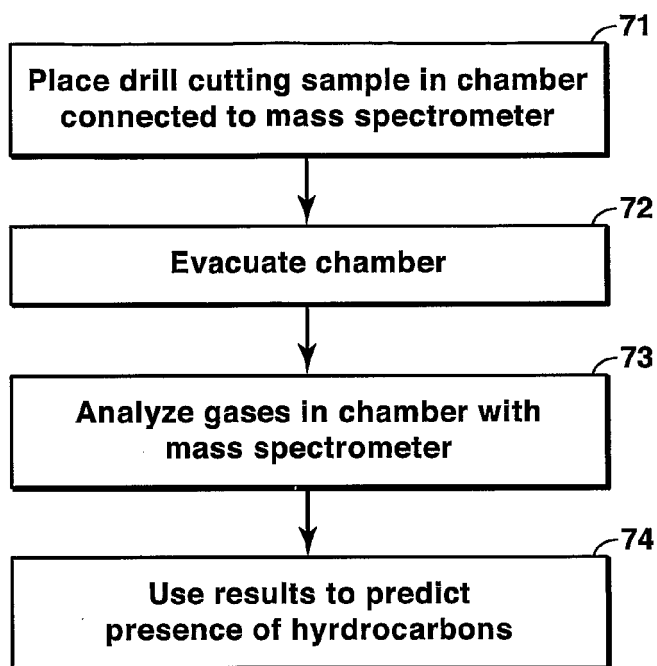 71
Place drill cutting sample in chamber
connected to mass spectrometer
72
Evacuate chamber
73
Analyze gases in chamber with
mass spectrometer
74
Use results to predict
presence of hyrdrocarbons